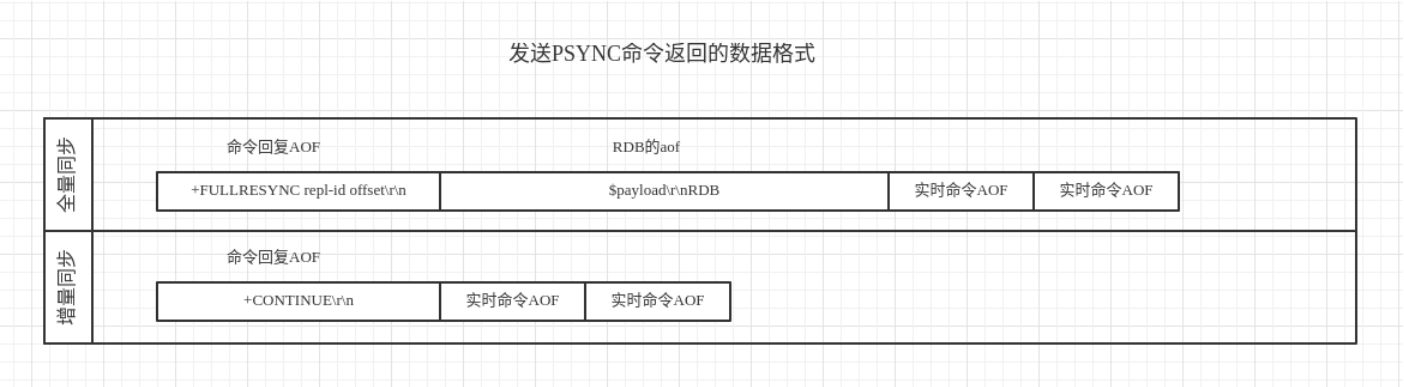 发送PSYNC命令返回的数据格式
全量同步
命令回复AOF
RDB的aof
+FULLRESYNC repl-id offset\r\n
$payload\r\nRDB
实时命令AOF
实时命令AOF
增量同步
命令回复AOF
+CONTINUE\r\n
实时命令AOF
实时命令AOF